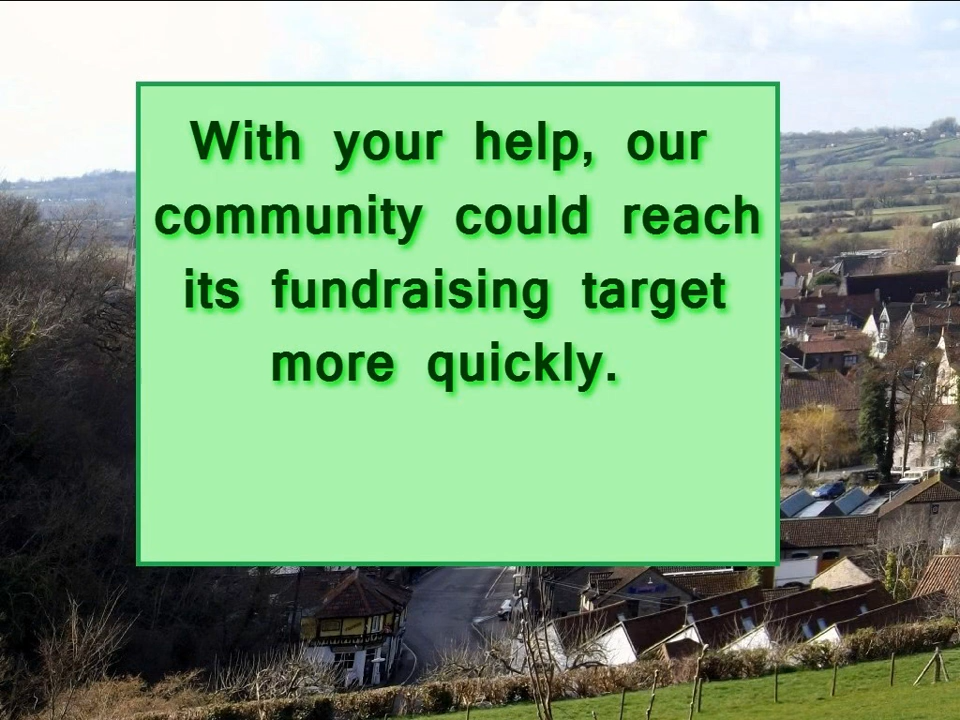 With your help, our
community could reach
its fundraising target
more quickly.